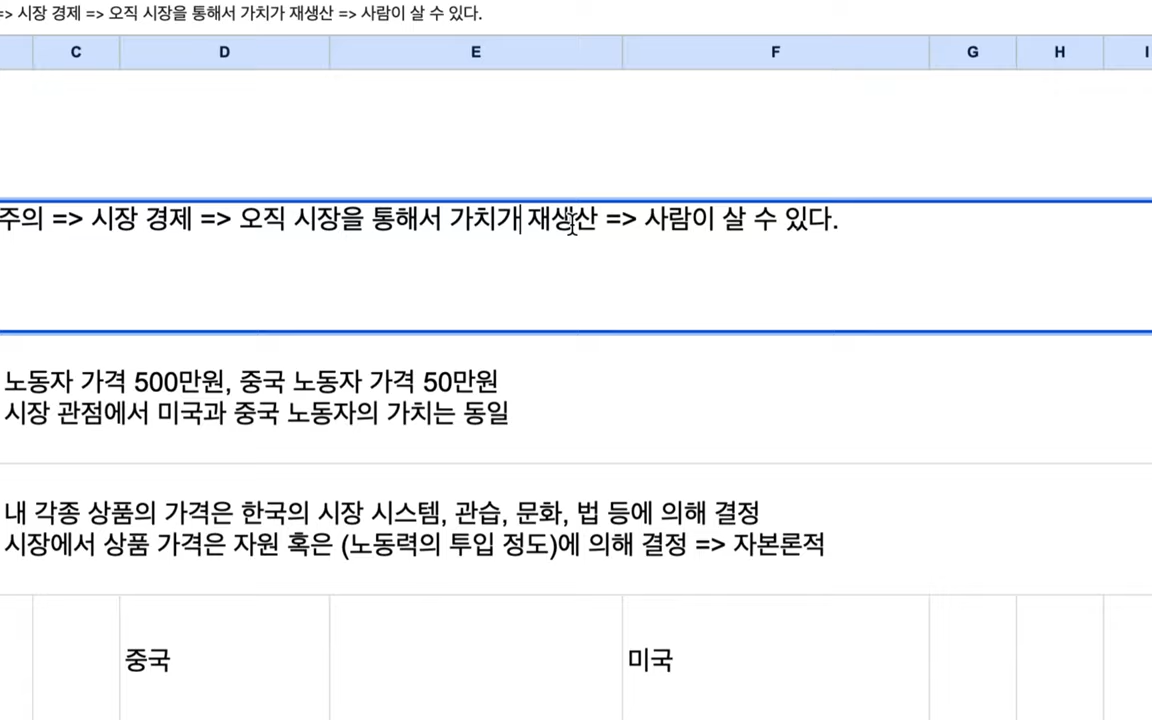 => 시장 경제 => 오직 시장을 통해서 가치가 재생산 => 사람이 살 수 있다.
C D E F G H I
주의 => 시장 경제 => 오직 시장을 통해서 가치가 재생산 => 사람이 살 수 있다.
노동자 가격 500만원, 중국 노동자 가격 50만원
시장 관점에서 미국과 중국 노동자의 가치는 동일
내 각종 상품의 가격은 한국의 시장 시스템, 관습, 문화, 법 등에 의해 결정
시장에서 상품 가격은 자원 혹은 (노동력의 투입 정도)에 의해 결정 => 자본론적
중국 미국